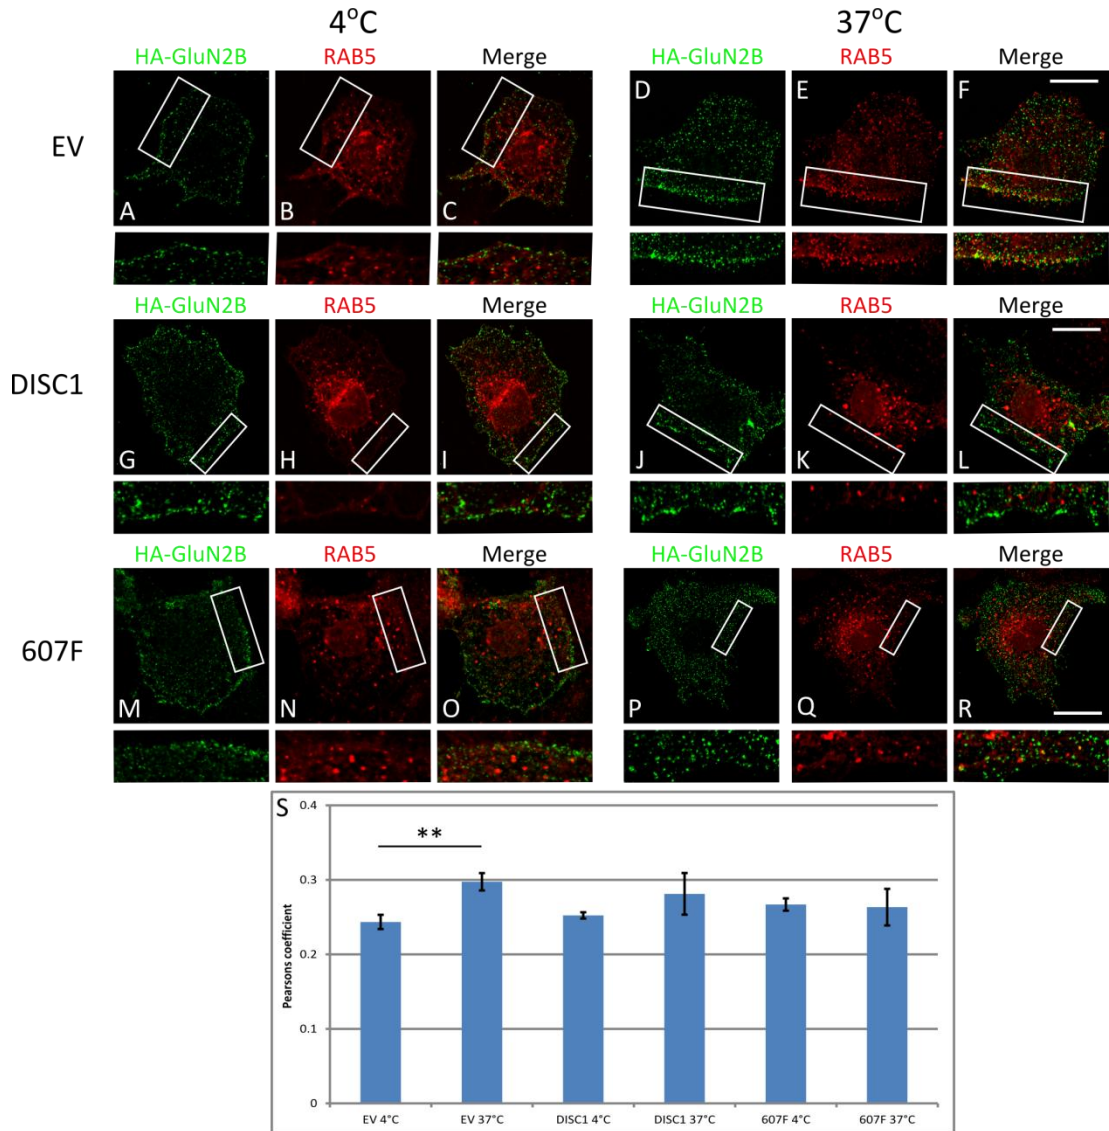 4°C 37°C
HA-GluN2B RAB5 Merge HA-GluN2B RAB5 Merge
EV
A B C D E F
HA-GluN2B RAB5 Merge HA-GluN2B RAB5 Merge
DISC1
G H I J K L
HA-GluN2B RAB5 Merge HA-GluN2B RAB5 Merge
607F
M N O P Q R
S
0.4
**
0.3
0.2
0.1
0
Pearsons coefficient
EV 4°C EV 37°C DISC1 4°C DISC1 37°C 607F 4°C 607F 37°C